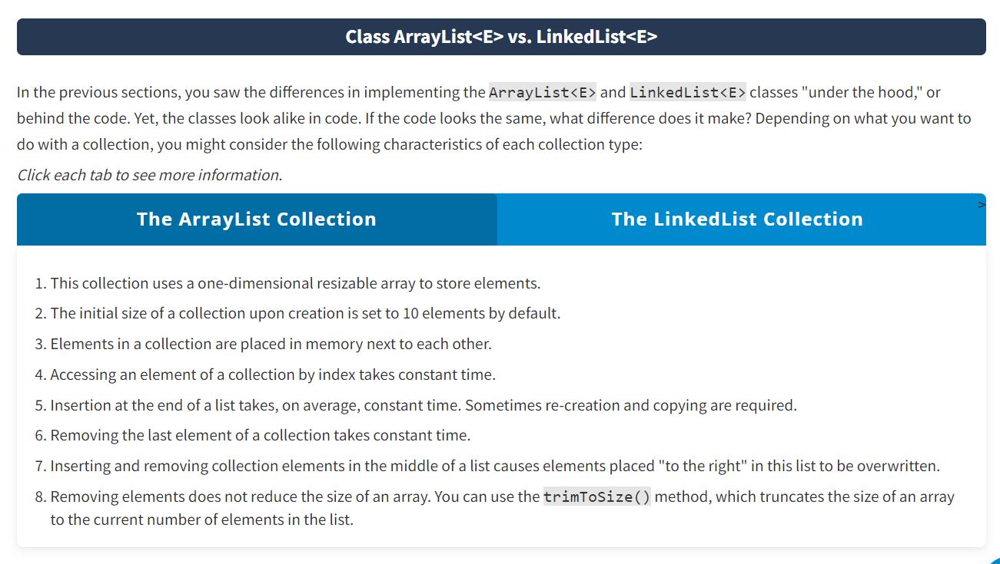 Class ArrayList<E> vs. LinkedList<E>
In the previous sections, you saw the differences in implementing the ArrayList<E> and LinkedList<E> classes "under the hood," or
behind the code. Yet, the classes look alike in code. If the code looks the same, what difference does it make? Depending on what you want to
do with a collection, you might consider the following characteristics of each collection type:
Click each tab to see more information.
The ArrayList Collection
The LinkedList Collection
>
1. This collection uses a one-dimensional resizable array to store elements.
2. The initial size of a collection upon creation is set to 10 elements by default.
3. Elements in a collection are placed in memory next to each other.
4. Accessing an element of a collection by index takes constant time.
5. Insertion at the end of a list takes, on average, constant time. Sometimes re-creation and copying are required.
6. Removing the last element of a collection takes constant time.
7. Inserting and removing collection elements in the middle of a list causes elements placed "to the right" in this list to be overwritten.
8. Removing elements does not reduce the size of an array. You can use the trimToSize() method, which truncates the size of an array
to the current number of elements in the list.